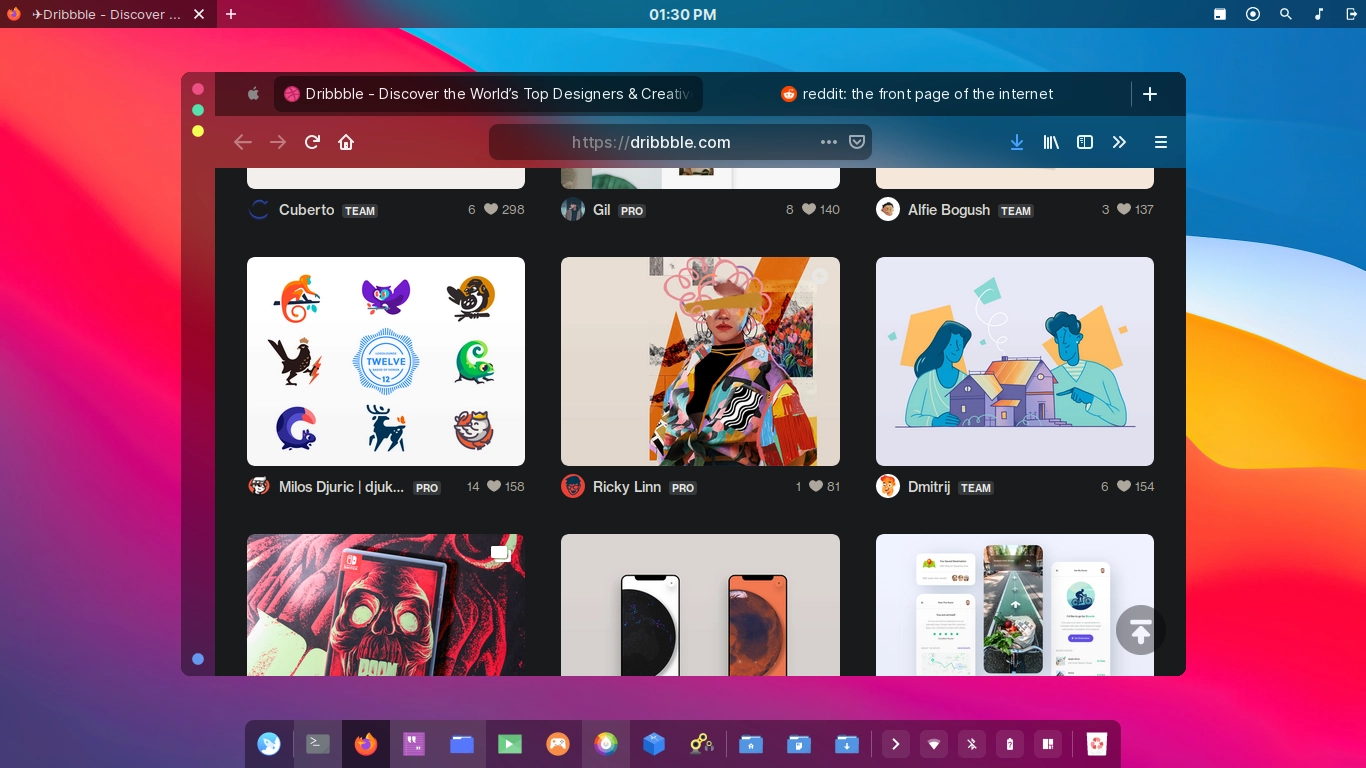 ✈Dribbble - Discover ...
01:30 PM
Dribbble - Discover the World's Top Designers & Creativ
reddit: the front page of the internet
https://dribbble.com
Cuberto TEAM 6 298
Gil PRO 8 140
Alfie Bogush TEAM 3 137
TWELVE
12
Milos Djuric | djuk... PRO 14 158
Ricky Linn PRO 1 81
Dmitrij TEAM 6 154
DOOM